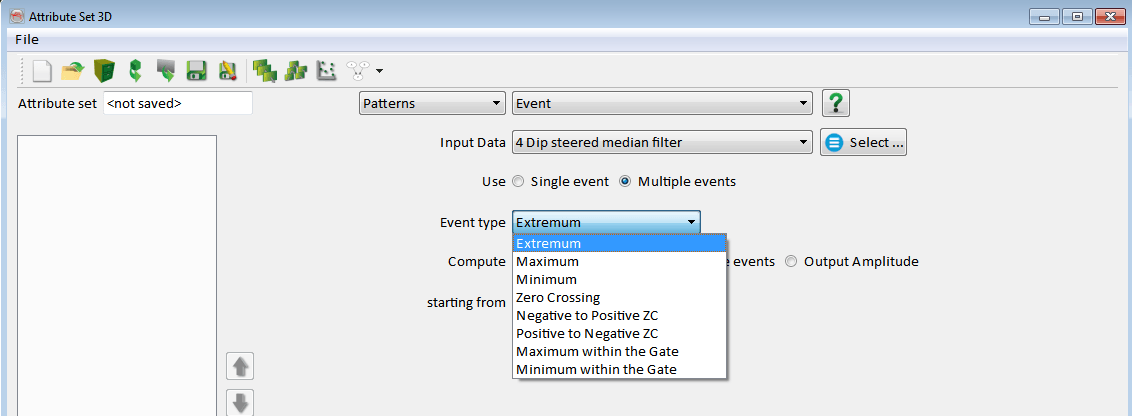 Attribute Set 3D
File
Attribute set <not saved> Patterns Event ?
Input Data 4 Dip steered median filter Select ...
Use Single event Multiple events
Event type Extremum
Extremum
Compute Maximum events Output Amplitude
Minimum
starting from Zero Crossing
Negative to Positive ZC
Positive to Negative ZC
Maximum within the Gate
Minimum within the Gate